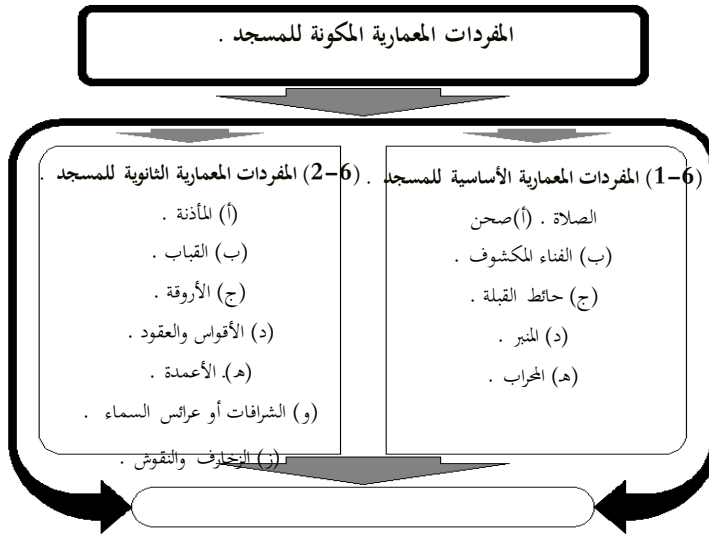 المفردات المعمارية المكونة للمسجد .
(6-1) المفردات المعمارية الأساسية للمسجد .
(أ) صحن الصلاة .
(ب) الفناء المكشوف .
(ج) حائط القبلة .
(د) المنبر .
(هـ) المحراب .
(6-2) المفردات المعمارية الثانوية للمسجد .
(أ) المأذنة .
(ب) القباب .
(ج) الأروقة .
(د) الأقواس والعقود .
(هـ). الأعمدة .
(و) الشرافات أو عرائس السماء .
(ز) الزخارف والنقوش .